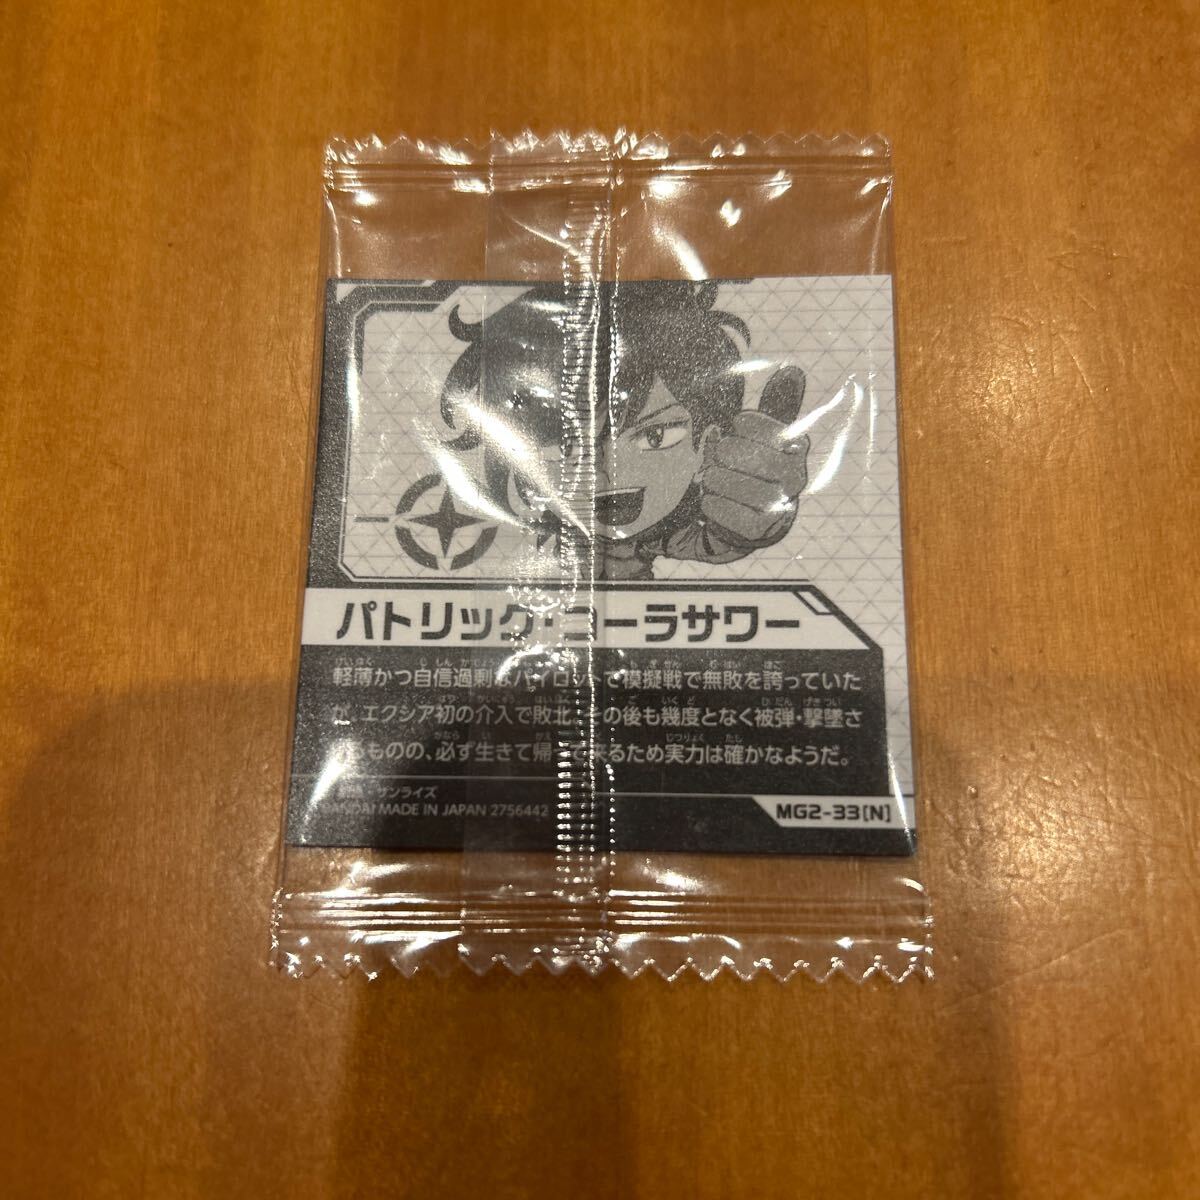 パトリック・コーラサワー
軽薄かつ自信過剰なパイロットで模擬戦で無敗を誇っていた
が、エクシア初の介入で敗北。その後も幾度となく被弾・撃墜さ
れるものの、必ず生きて帰って来るため実力は確かなようだ。
サンライズ
BANDAI MADE IN JAPAN 2756442
MG2-33[N]